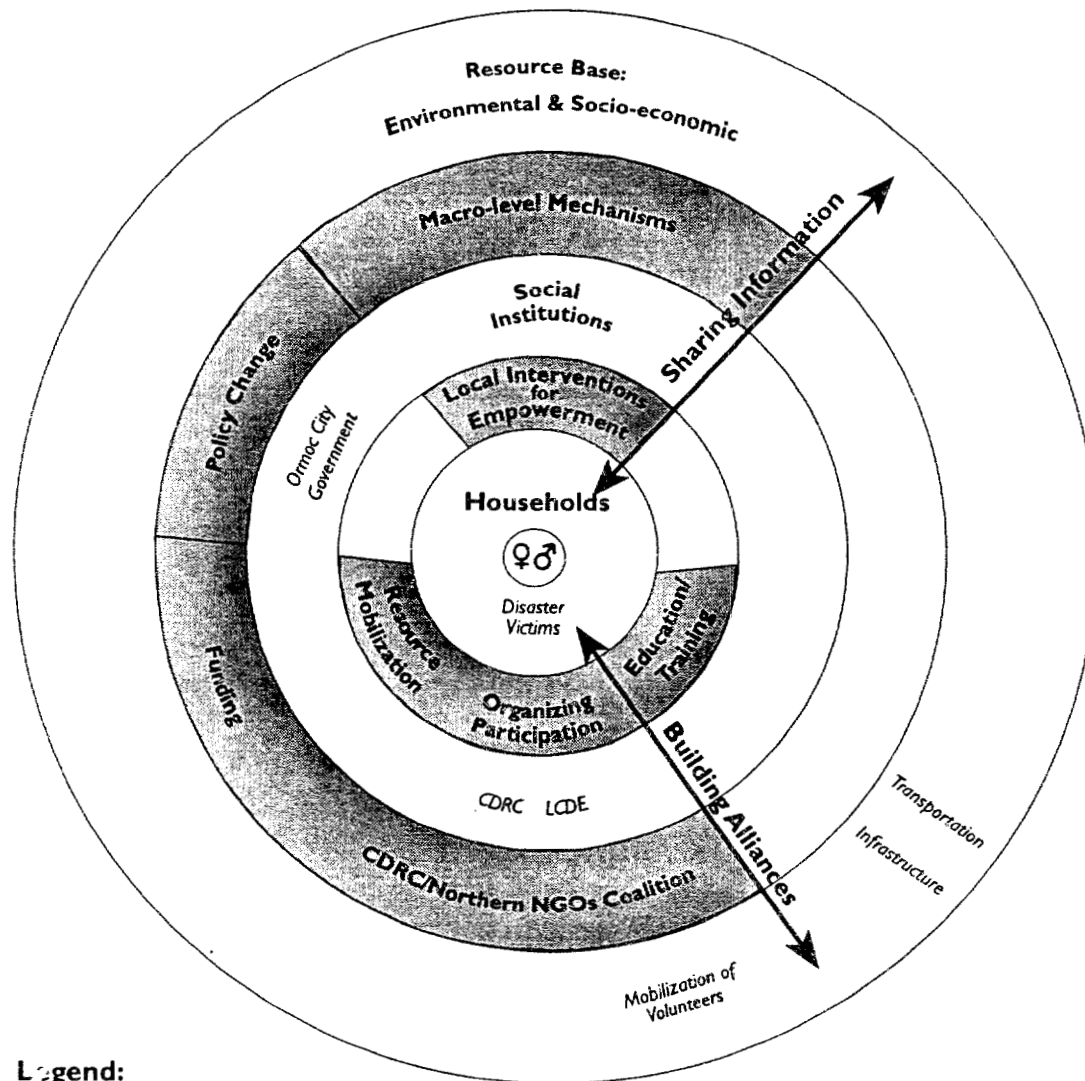 Resource Base:
Environmental & Socio-economic
Macro-level Mechanisms
Sharing Information
Social
Institutions
Policy Change
Local Interventions
for
Empowerment
Ormoc City
Government
Households
♀♂
Disaster
Victims
Resource
Mobilization
Education/
Training
Organizing
Participation
Funding
Building Alliances
CDRC LCDE
Transportation
Infrastructure
CDRC/Northern NGOs Coalition
Mobilization of
Volunteers
Legend: